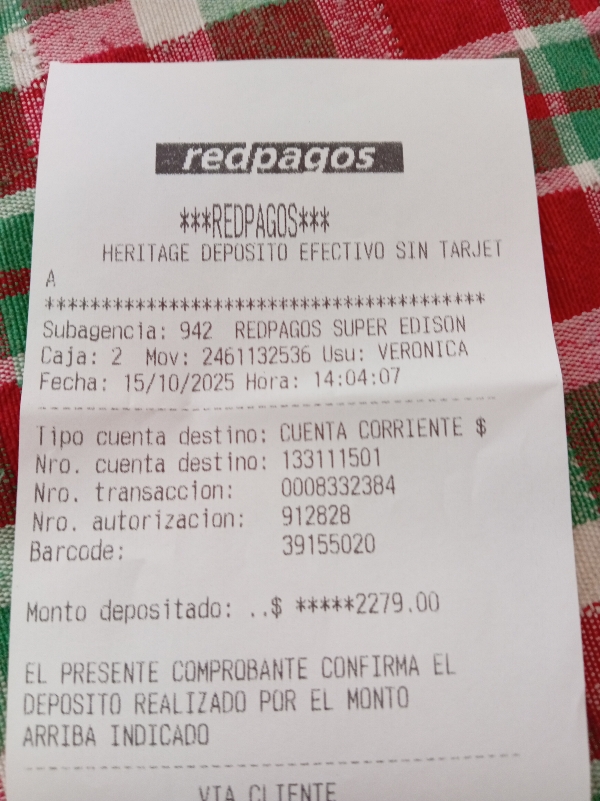 redpagos
***REDPAGOS***
HERITAGE DEPOSITO EFECTIVO SIN TARJET
A
***************************************
Subagencia: 942 REDPAGOS SUPER EDISON
Caja: 2 Mov: 2461132536 Usu: VERONICA
Fecha: 15/10/2025 Hora: 14:04:07
Tipo cuenta destino: CUENTA CORRIENTE $
Nro. cuenta destino: 133111501
Nro. transaccion: 0008332384
Nro. autorizacion: 912828
Barcode: 39155020
Monto depositado: ..$ *****2279.00
EL PRESENTE COMPROBANTE CONFIRMA EL
DEPOSITO REALIZADO POR EL MONTO
ARRIBA INDICADO
VIA CLIENTE